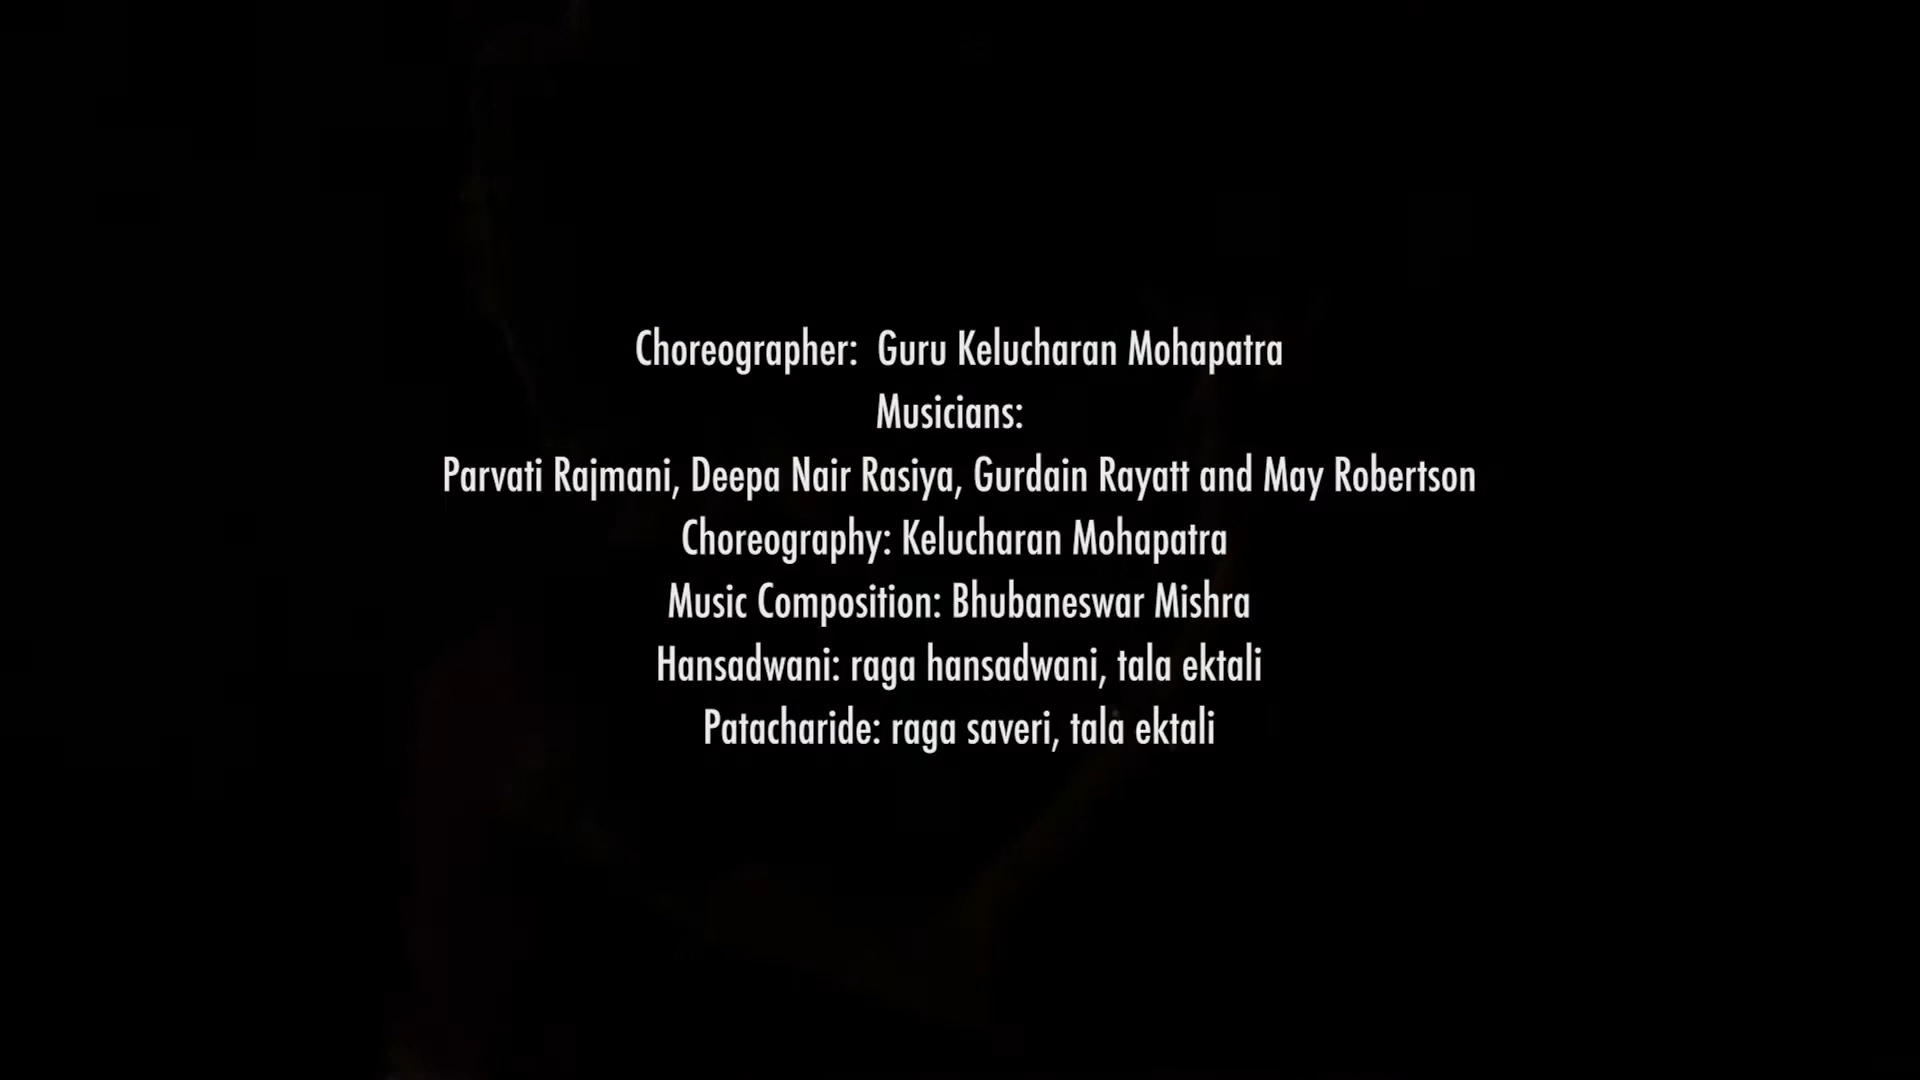 Choreographer:  Guru Kelucharan Mohapatra
Musicians:
Parvati Rajmani, Deepa Nair Rasiya, Gurdain Rayatt and May Robertson
Choreography: Kelucharan Mohapatra
Music Composition: Bhubaneswar Mishra
Hansadwani: raga hansadwani, tala ektali
Patacharide: raga saveri, tala ektali